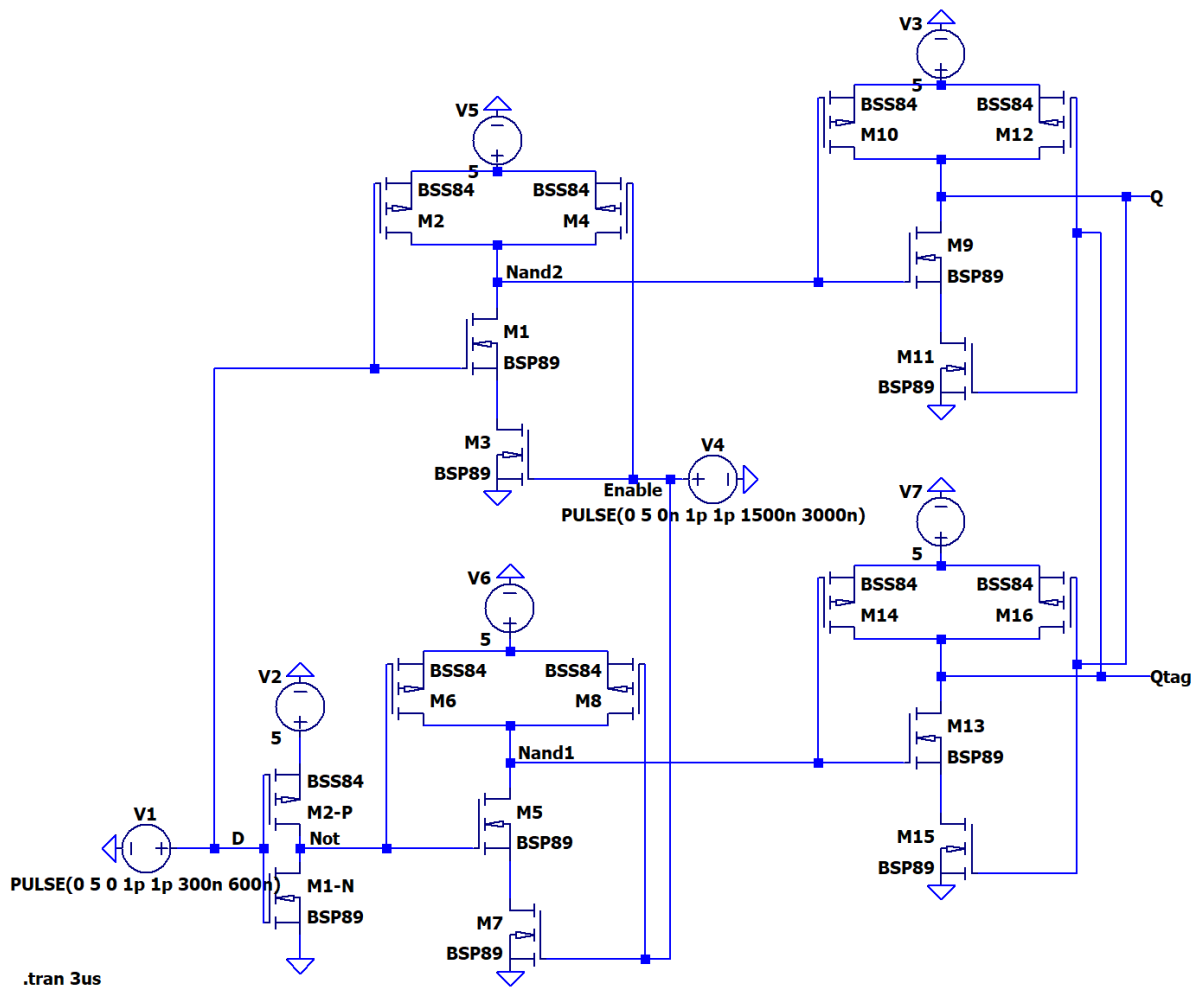 V3
5
BSS84
M10
BSS84
M12
V5
5
BSS84
M2
BSS84
M4
Q
M9
BSP89
Nand2
M1
BSP89
M11
BSP89
M3
BSP89
V4
Enable
PULSE(0 5 0n 1p 1p 1500n 3000n)
V7
5
BSS84
M14
BSS84
M16
V6
5
BSS84
M6
BSS84
M8
Qtag
V2
5
M13
BSP89
Nand1
BSS84
M2-P
M5
BSP89
V1
D
Not
PULSE(0 5 0 1p 1p 300n 600n)
M1-N
BSP89
M15
BSP89
M7
BSP89
.tran 3us